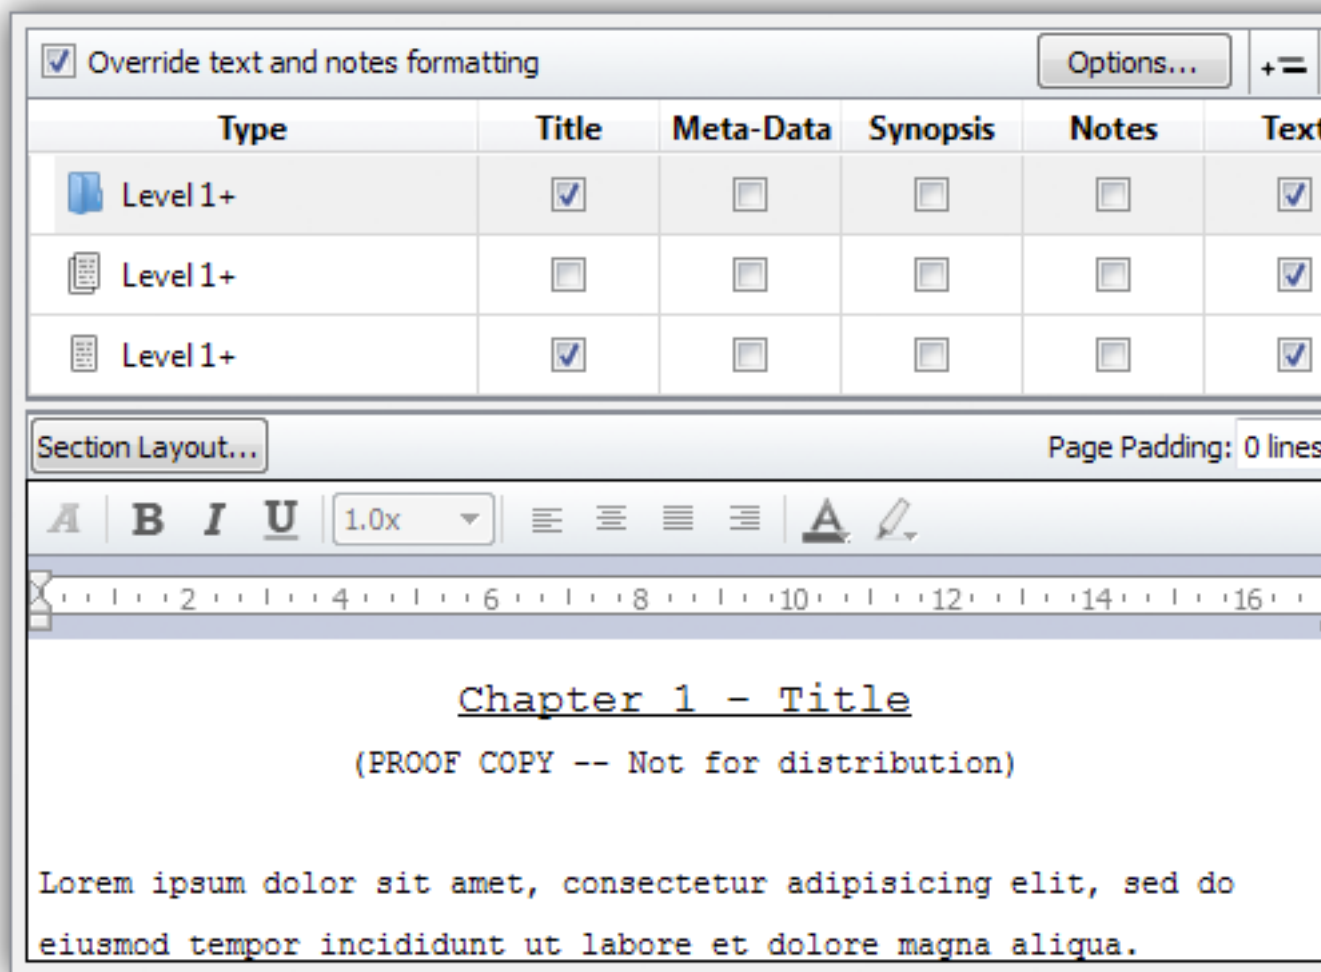 Override text and notes formatting Options...
Type Title Meta-Data Synopsis Notes Text
Level 1+
Level 1+
Level 1+
Section Layout... Page Padding: 0 lines
A B I U 1.0x A
2 4 6 8 10 12 14 16
Chapter 1 - Title
(PROOF COPY -- Not for distribution)
Lorem ipsum dolor sit amet, consectetur adipisicing elit, sed do
eiusmod tempor incididunt ut labore et dolore magna aliqua.